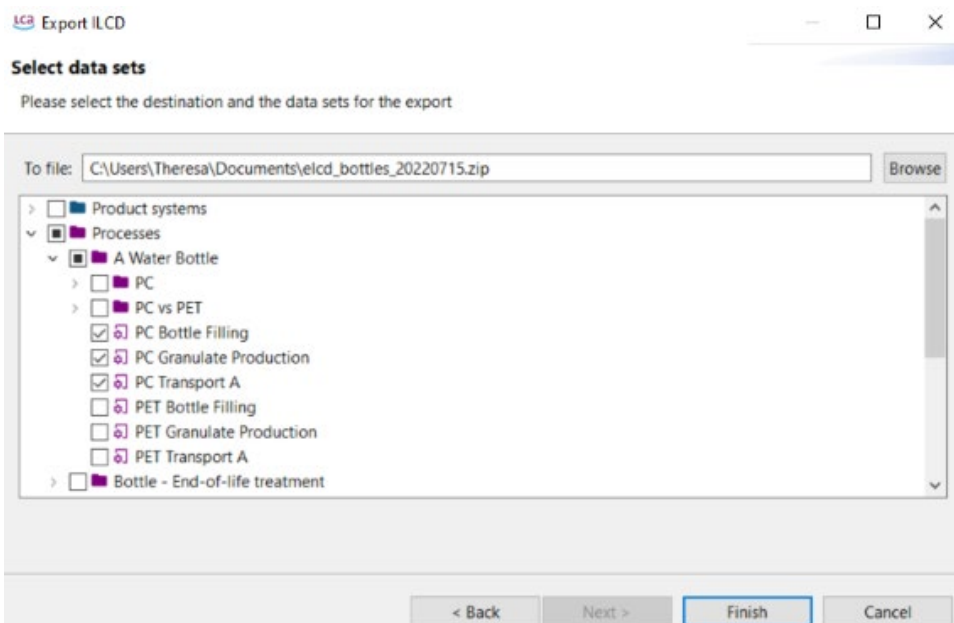 LCA Export ILCD
Select data sets
Please select the destination and the data sets for the export
To file: C:\Users\Theresa\Documents\elcd_bottles_20220715.zip Browse
Product systems
Processes
A Water Bottle
PC
PC vs PET
PC Bottle Filling
PC Granulate Production
PC Transport A
PET Bottle Filling
PET Granulate Production
PET Transport A
Bottle - End-of-life treatment
< Back Next > Finish Cancel